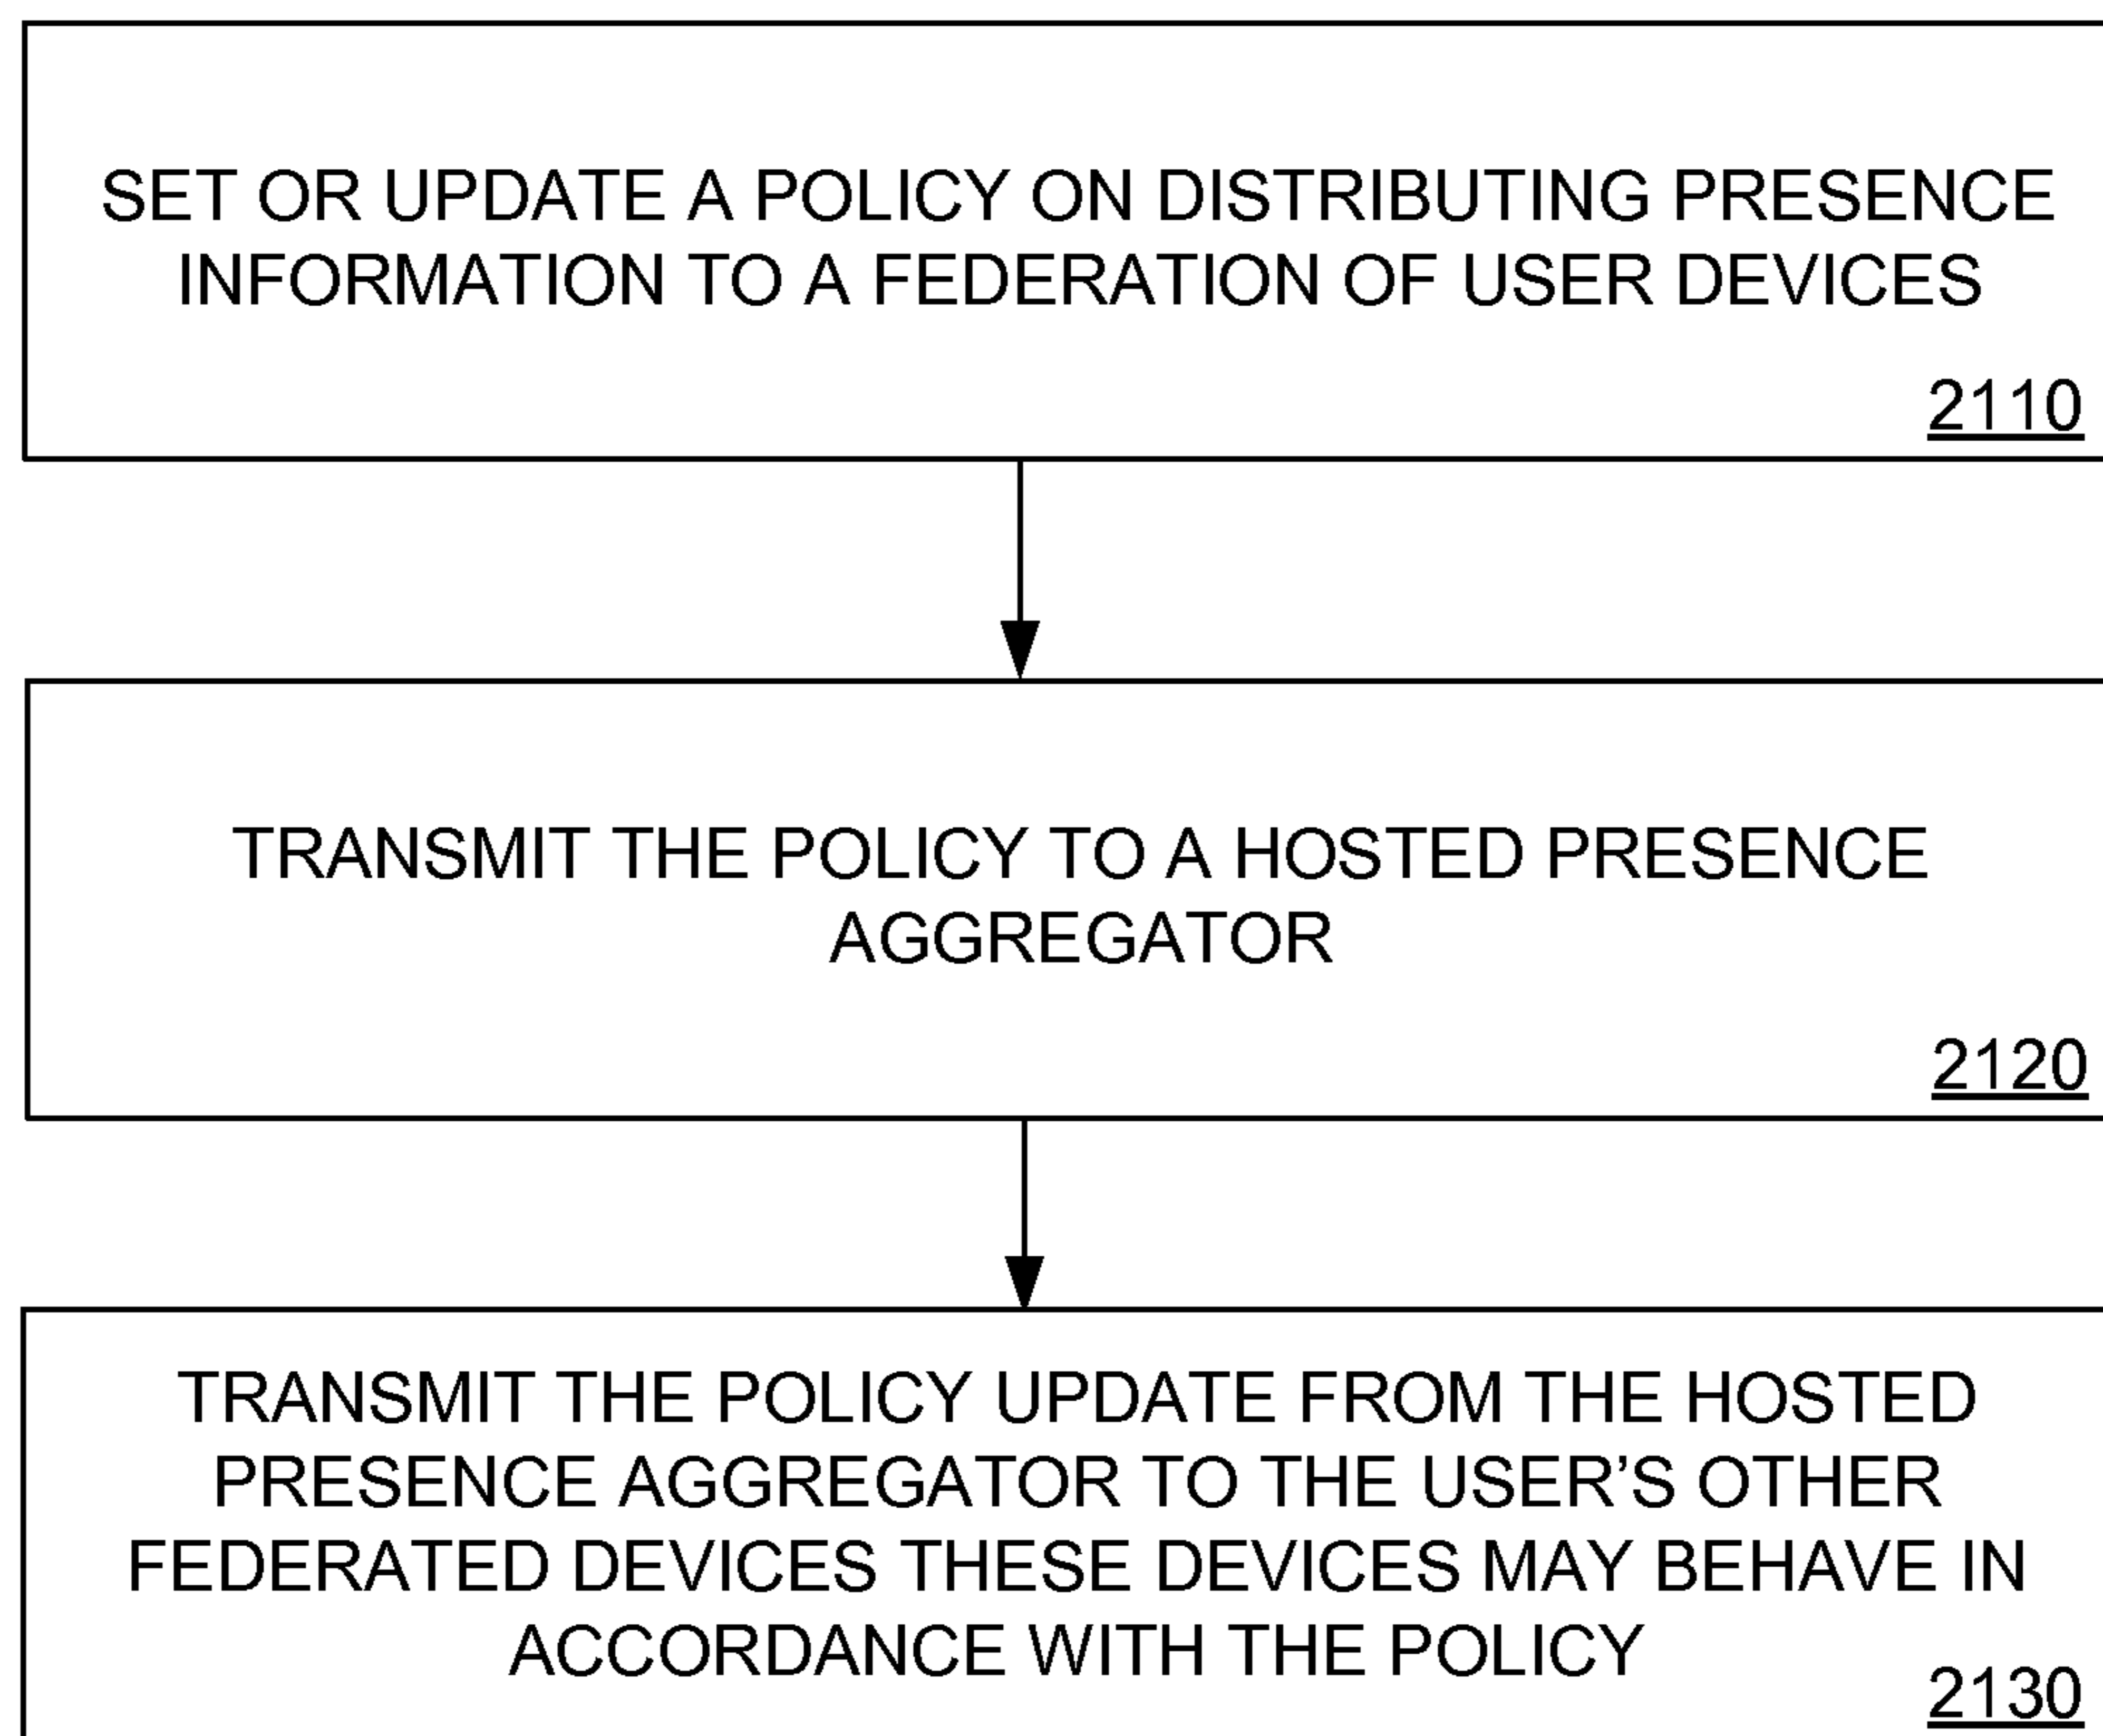 SET OR UPDATE A POLICY ON DISTRIBUTING PRESENCE
INFORMATION TO A FEDERATION OF USER DEVICES
2110
TRANSMIT THE POLICY TO A HOSTED PRESENCE
AGGREGATOR
2120
TRANSMIT THE POLICY UPDATE FROM THE HOSTED
PRESENCE AGGREGATOR TO THE USER’S OTHER
FEDERATED DEVICES THESE DEVICES MAY BEHAVE IN
ACCORDANCE WITH THE POLICY
2130